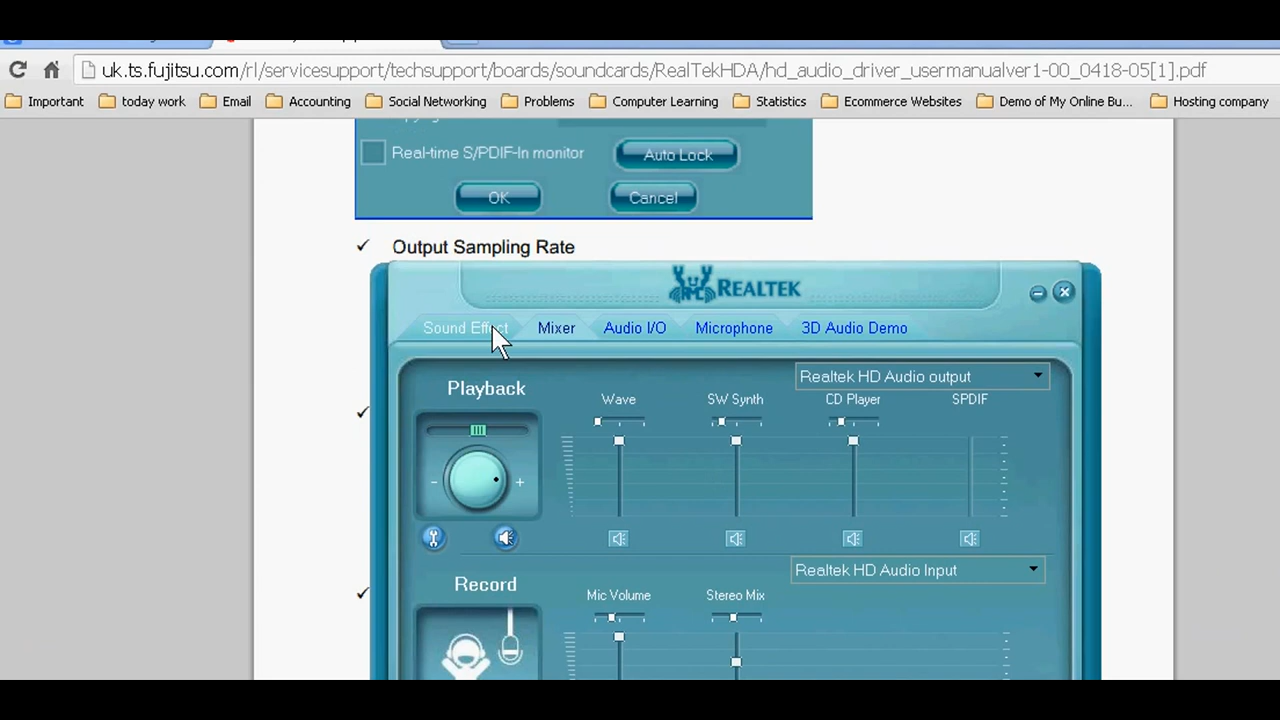 uk.ts.fujitsu.com/rl/servicesupport/techsupport/boards/soundcards/RealTekHDA/hd_audio_driver_usermanualver1-00_0418-05[1].pdf
Important today work Email Accounting Social Networking Problems Computer Learning Statistics Ecommerce Websites Demo of My Online Bu... Hosting company
Real-time S/PDIF-In monitor Auto Lock
OK Cancel
✓ Output Sampling Rate
REALTEK
Sound Effect Mixer Audio I/O Microphone 3D Audio Demo
Realtek HD Audio output
Playback
Wave SW Synth CD Player SPDIF
- +
Realtek HD Audio Input
Record
Mic Volume Stereo Mix